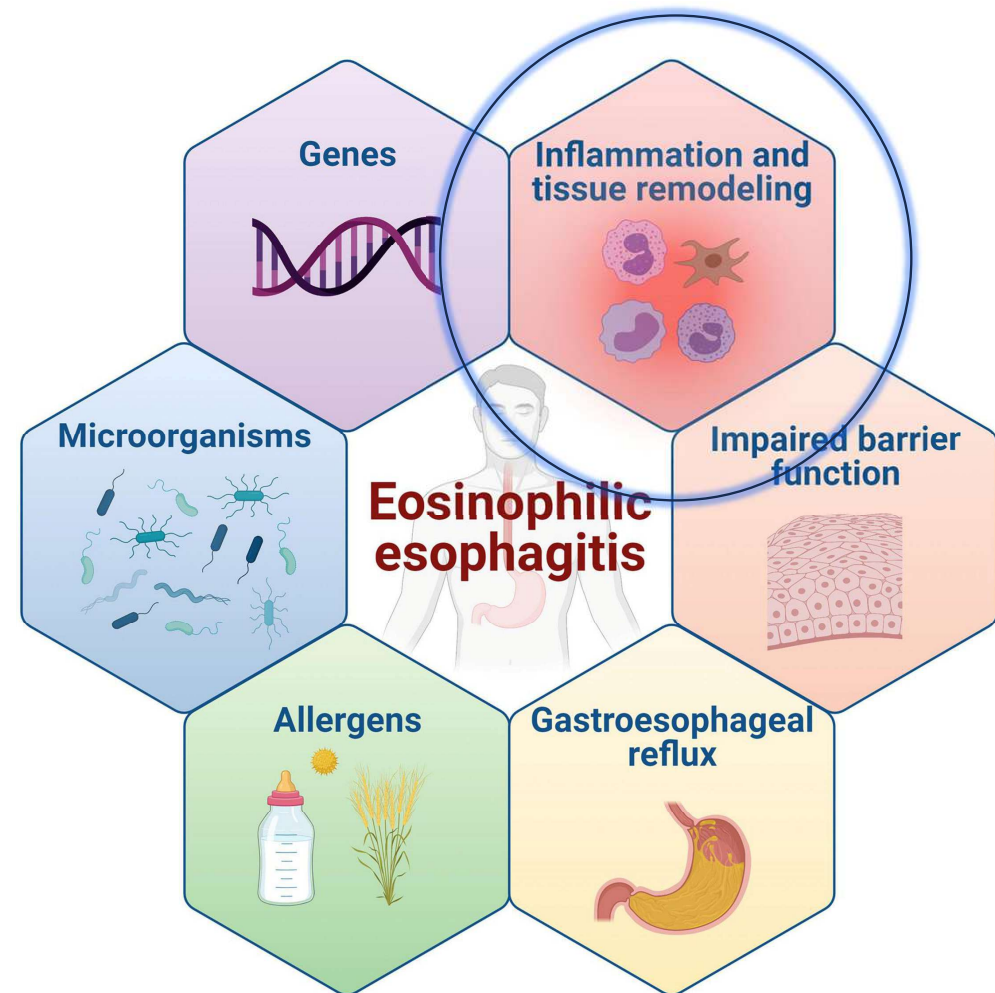 Genes
Inflammation and
tissue remodeling
Microorganisms
Impaired barrier
function
Eosinophilic
esophagitis
Allergens
Gastroesophageal
reflux